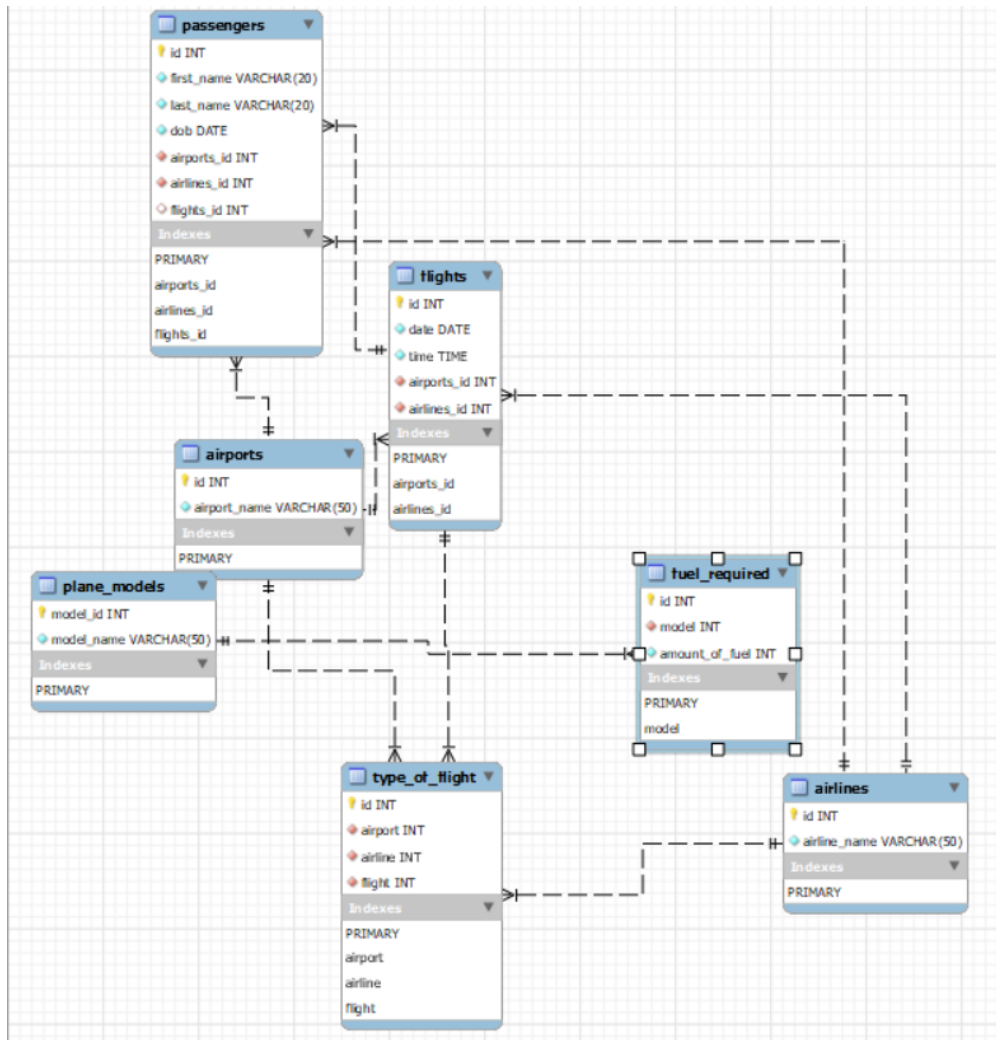 passengers
id INT
first_name VARCHAR(20)
last_name VARCHAR(20)
dob DATE
airports_id INT
airlines_id INT
flights_id INT
Indexes
PRIMARY
airports_id
airlines_id
flights_id
flights
id INT
date DATE
time TIME
airports_id INT
airlines_id INT
Indexes
PRIMARY
airports_id
airlines_id
airports
id INT
airport_name VARCHAR(50)
Indexes
PRIMARY
plane_models
model_id INT
model_name VARCHAR(50)
Indexes
PRIMARY
fuel_required
id INT
model INT
amount_of_fuel INT
Indexes
PRIMARY
model
type_of_flight
id INT
airport INT
airline INT
flight INT
Indexes
PRIMARY
airport
airline
flight
airlines
id INT
airline_name VARCHAR(50)
Indexes
PRIMARY